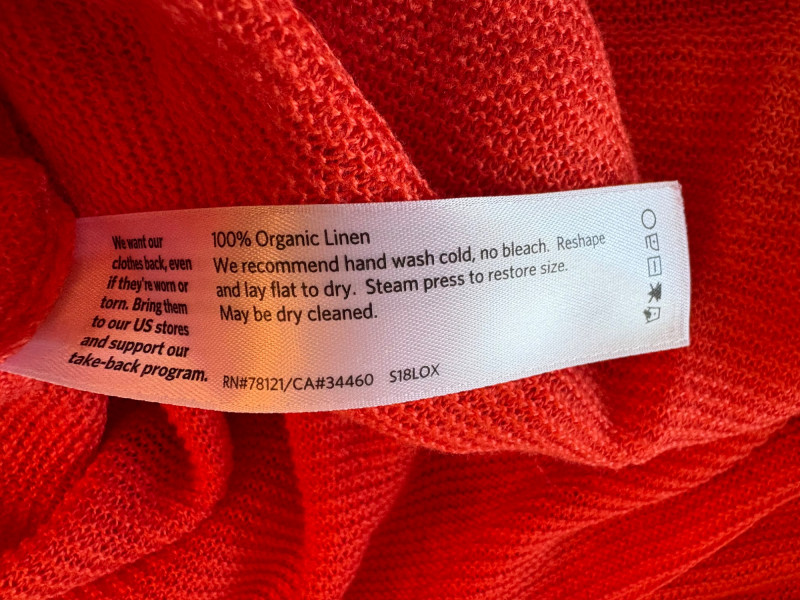 We want our
clothes back, even
if they're worn or
torn. Bring them
to our US stores
and support our
take-back program.
100% Organic Linen
We recommend hand wash cold, no bleach. Reshape
and lay flat to dry. Steam press to restore size.
May be dry cleaned.
RN#78121/CA#34460 S18LOX